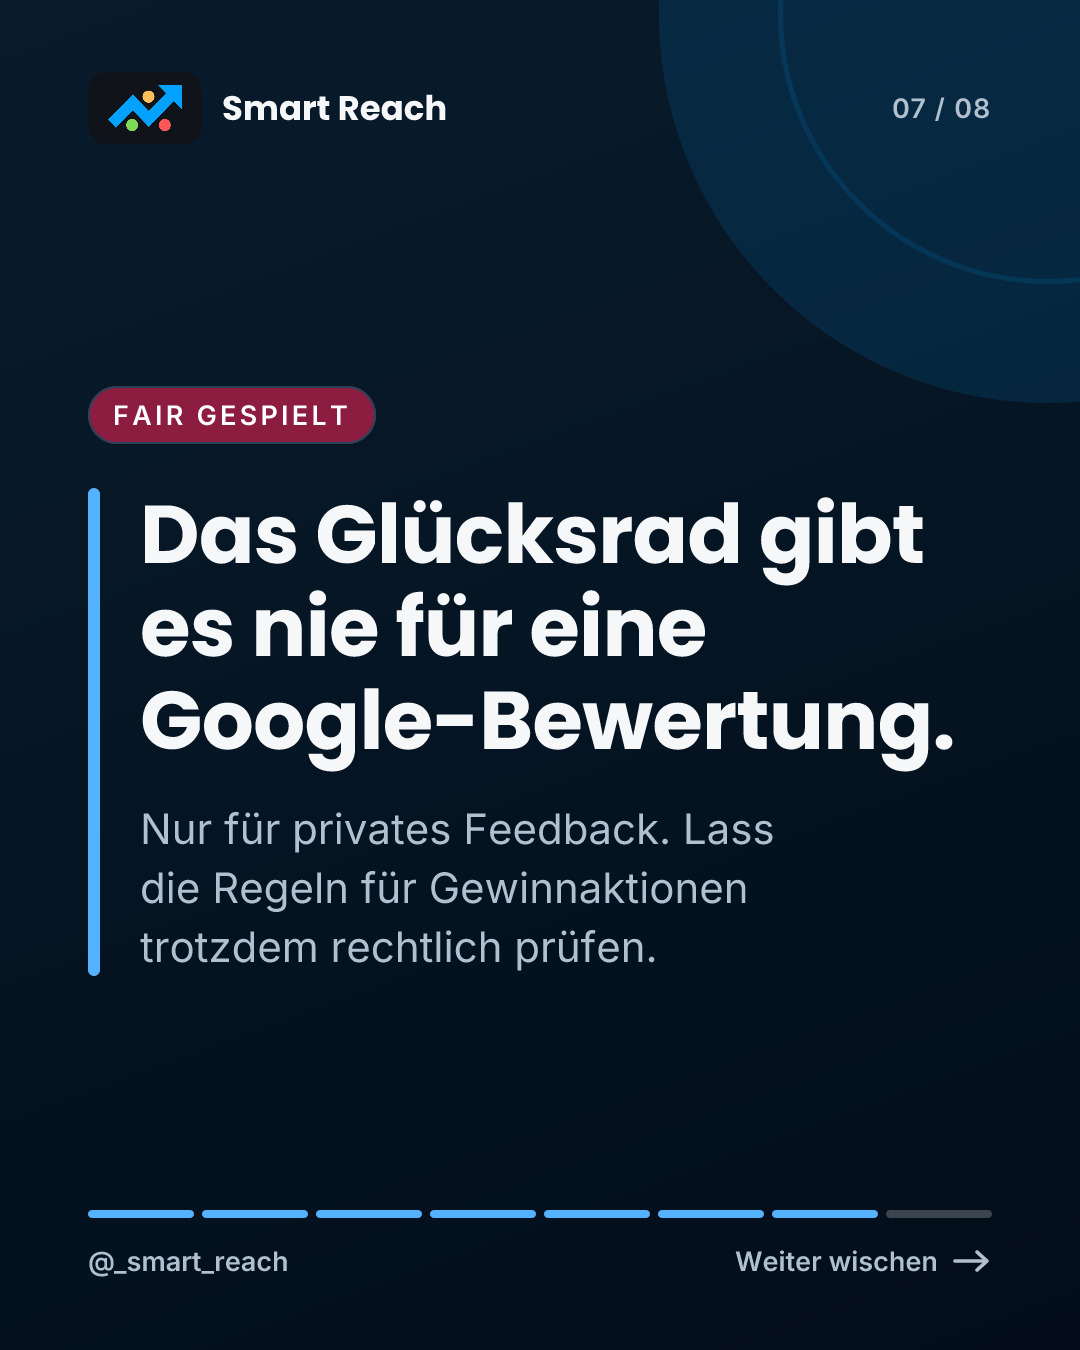 Smart Reach
07 / 08
FAIR GESPIELT
Das Glücksrad gibt
es nie für eine
Google-Bewertung.
Nur für privates Feedback. Lass
die Regeln für Gewinnaktionen
trotzdem rechtlich prüfen.
@_smart_reach
Weiter wischen →